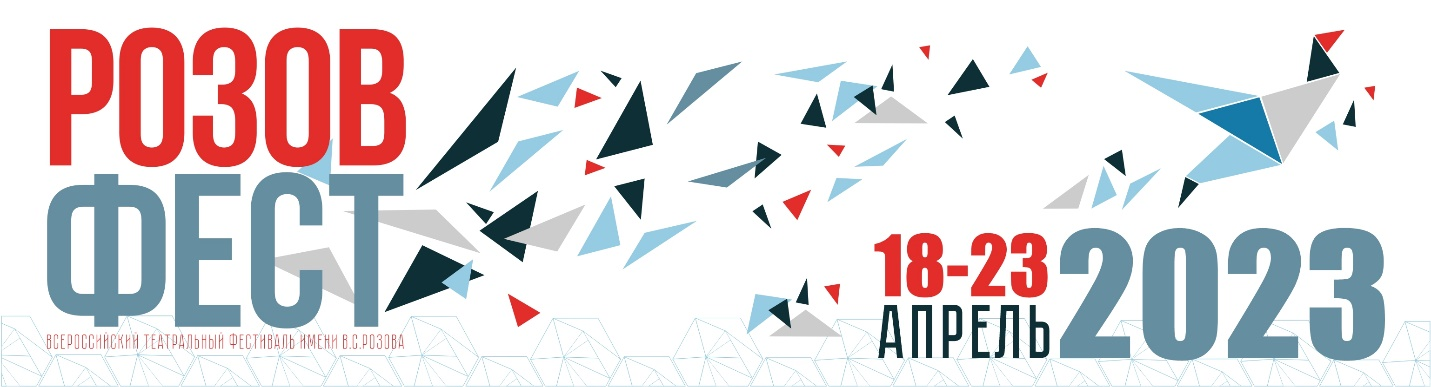 РОЗОВ
ФЕСТ
ВСЕРОССИЙСКИЙ ТЕАТРАЛЬНЫЙ ФЕСТИВАЛЬ ИМЕНИ В.С.РОЗОВА
18-23
АПРЕЛЬ
2023